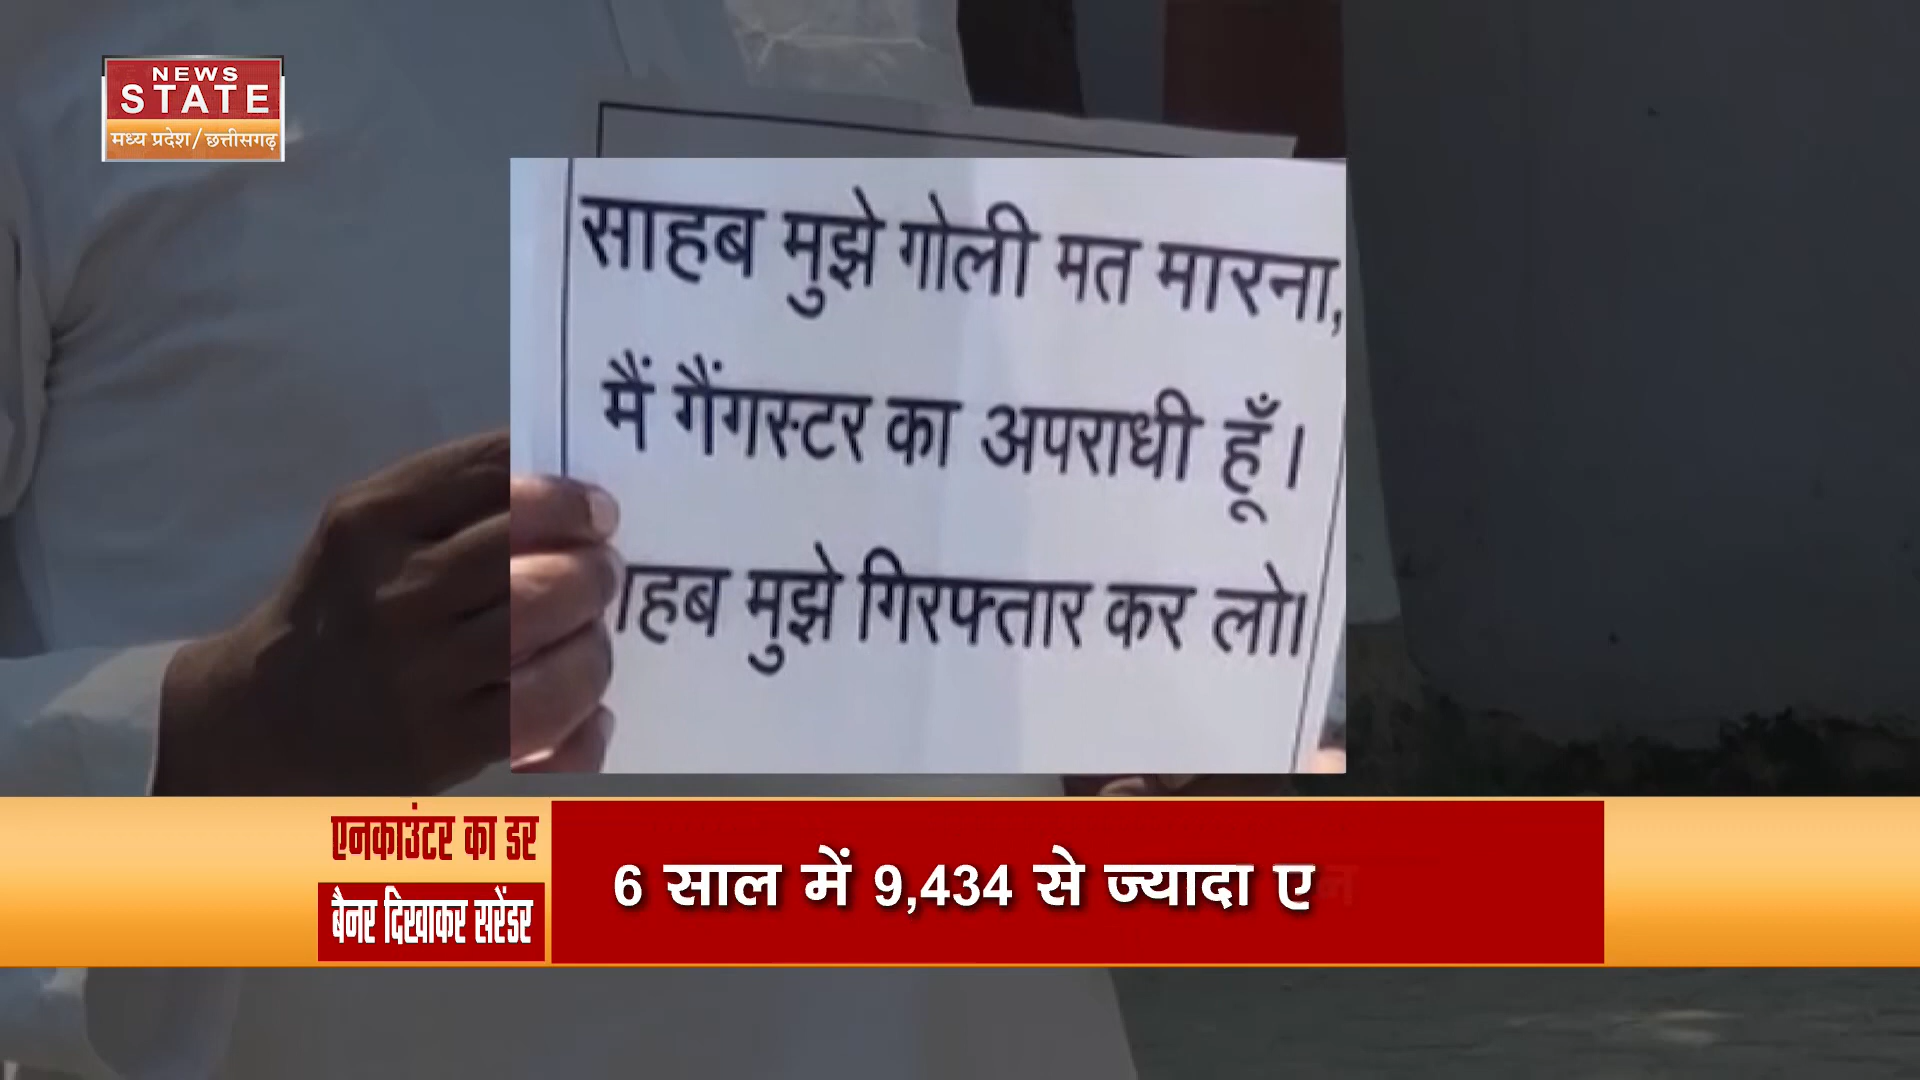 NEWS
STATE
मध्य प्रदेश/छत्तीसगढ़
साहब मुझे गोली मत मारना,
मैं गैंगस्टर का अपराधी हूँ।
मुझे गिरफ्तार कर लो।
एनकाउंटर का डर
बैनर दिखाकर सरेंडर
6 साल में 9,434 से ज्यादा